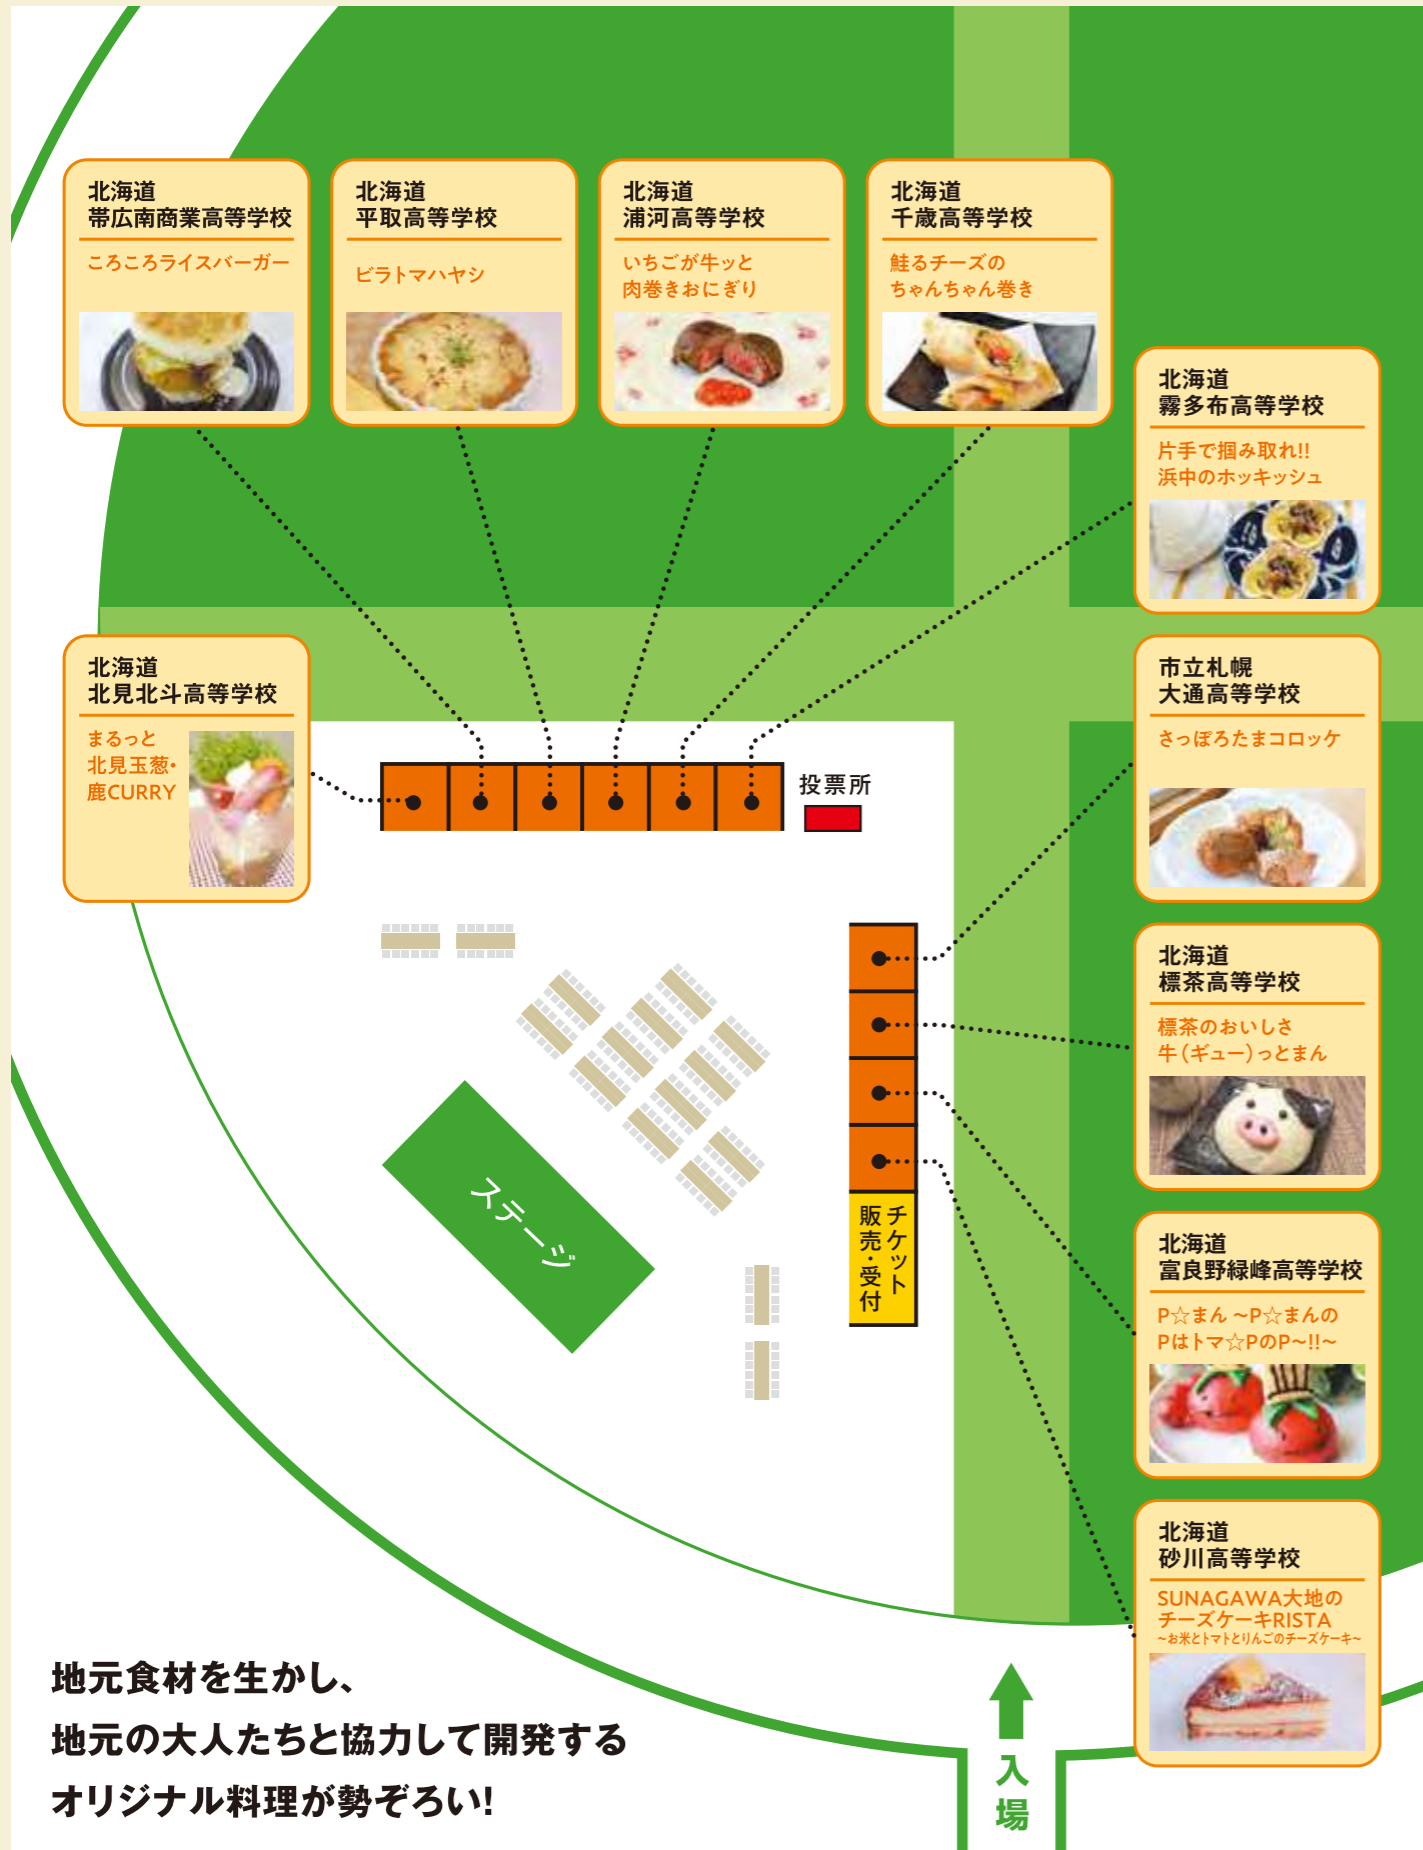 北海道
帯広南商業高等学校
ころころライスバーガー
北海道
平取高等学校
ビラトマハヤシ
北海道
浦河高等学校
いちごが牛ッと
肉巻きおにぎり
北海道
千歳高等学校
鮭るチーズの
ちゃんちゃん巻き
北海道
霧多布高等学校
片手で掴み取れ!!
浜中のホッキッシュ
北海道
北見北斗高等学校
まるっと
北見玉葱・
鹿CURRY
投票所
市立札幌
大通高等学校
さっぽろたまコロッケ
北海道
標茶高等学校
標茶のおいしさ
牛（ギュー）っとまん
チケット
販売・受付
ステージ
北海道
富良野緑峰高等学校
P☆まん ~P☆まんの
Pはトマ☆PのP~!!~
北海道
砂川高等学校
SUNAGAWA大地の
チーズケーキRISTA
~お米とトマトとりんごのチーズケーキ~
地元食材を生かし、
地元の大人たちと協力して開発する
オリジナル料理が勢ぞろい!
入場